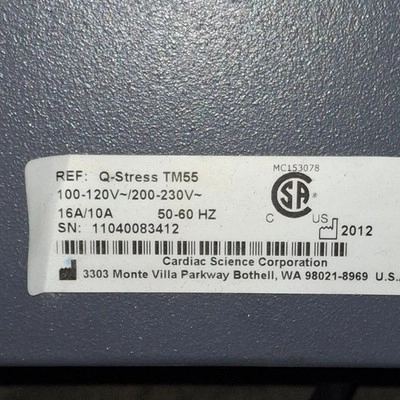 REF: Q-Stress TM55
MC153078
100-120V~/200-230V~
16A/10A 50-60 HZ
CSA
C US
SN: 11040083412
2012
Cardiac Science Corporation
3303 Monte Villa Parkway Bothell, WA 98021-8969 U.S.